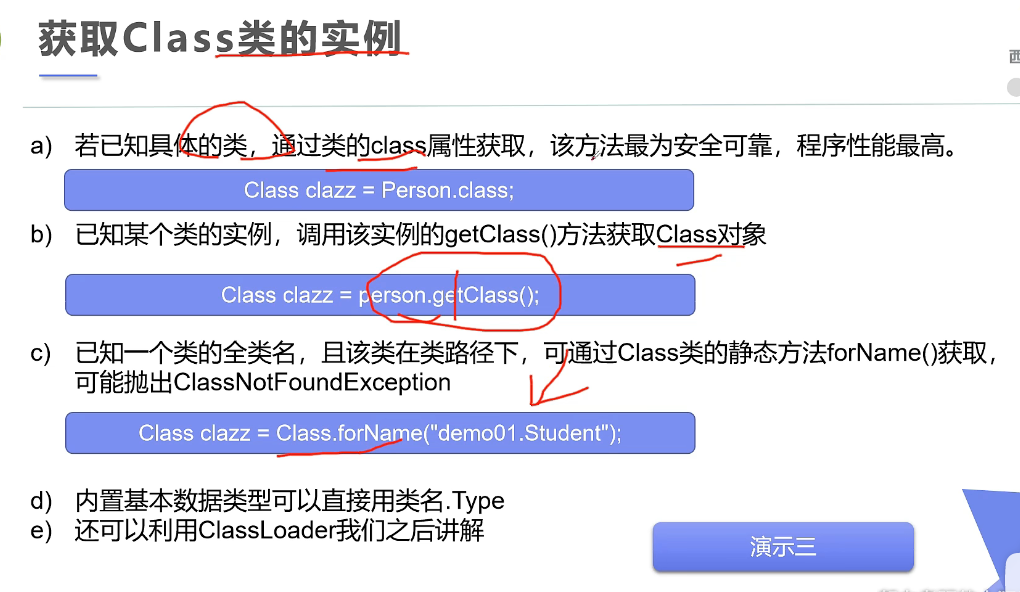 获取Class类的实例
西
a) 若已知具体的类，通过类的class属性获取，该方法最为安全可靠，程序性能最高。
Class clazz = Person.class;
b) 已知某个类的实例，调用该实例的getClass()方法获取Class对象
Class clazz = person.getClass();
c) 已知一个类的全类名，且该类在类路径下，可通过Class类的静态方法forName()获取，
可能抛出ClassNotFoundException
Class clazz = Class.forName("demo01.Student");
d) 内置基本数据类型可以直接用类名.Type
e) 还可以利用ClassLoader我们之后讲解
演示三